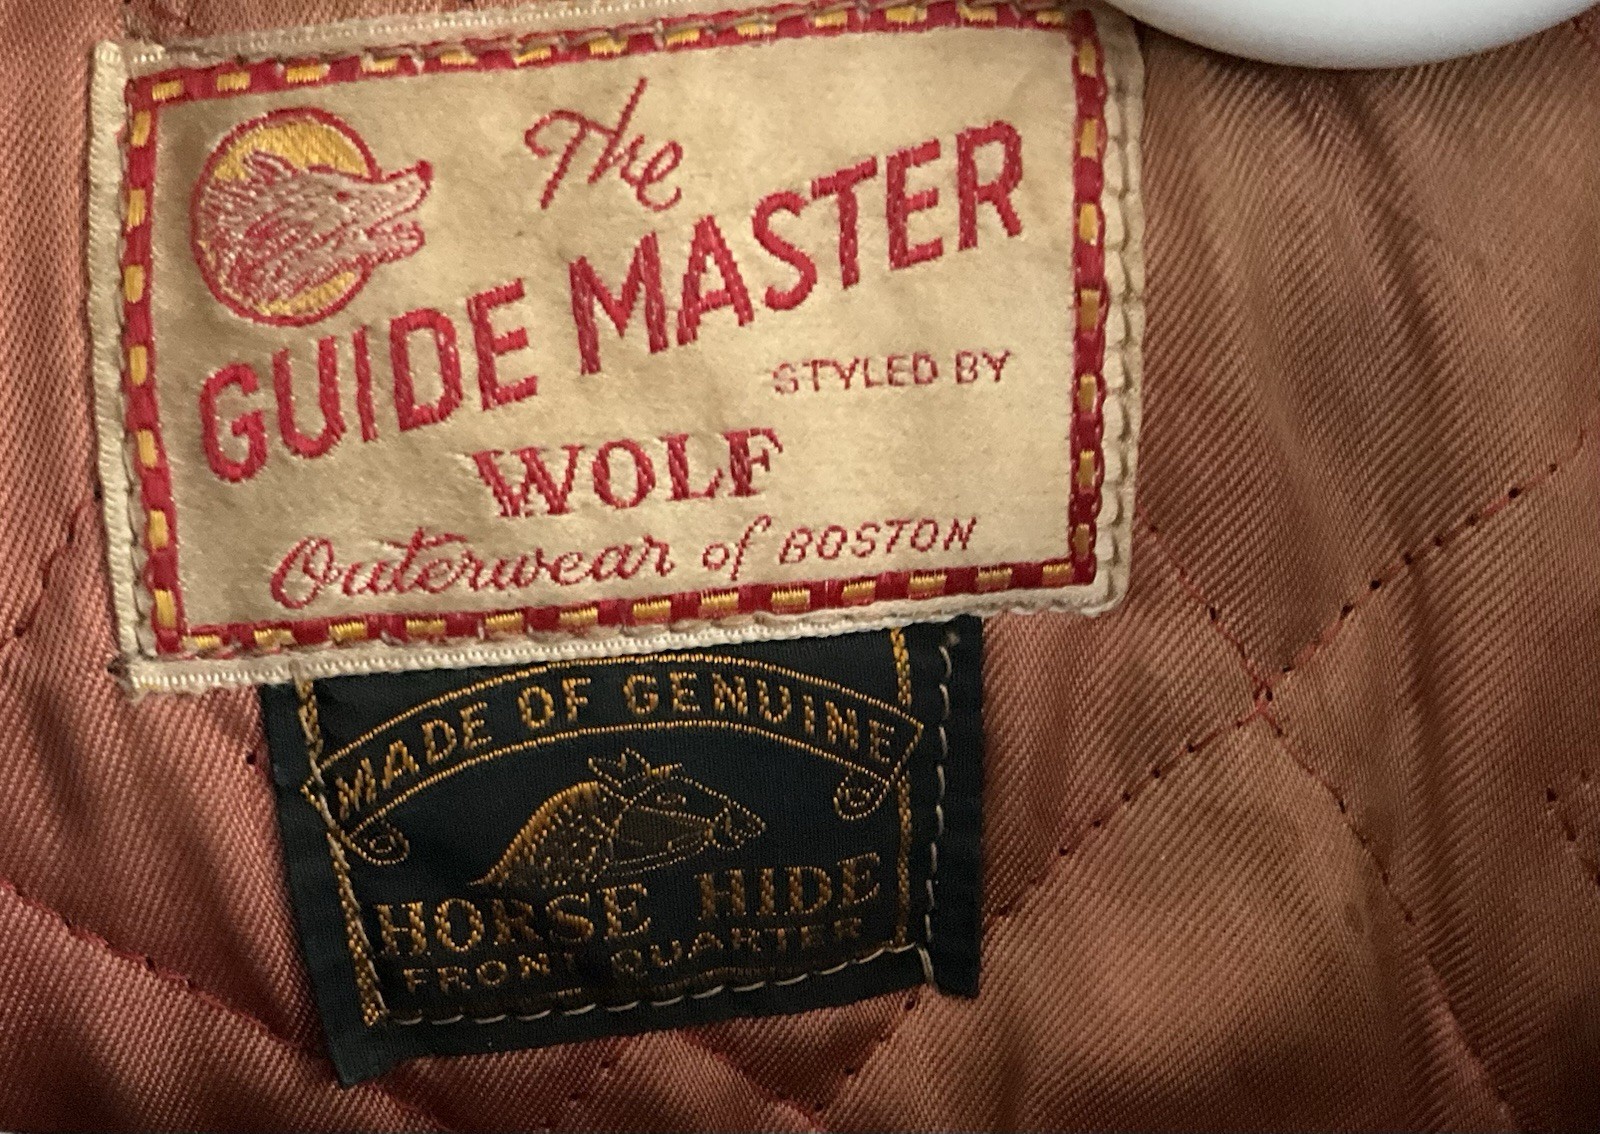 The
GUIDE MASTER
STYLED BY
WOLF
Outerwear of BOSTON
MADE OF GENUINE
HORSE HIDE
FRONT QUARTER